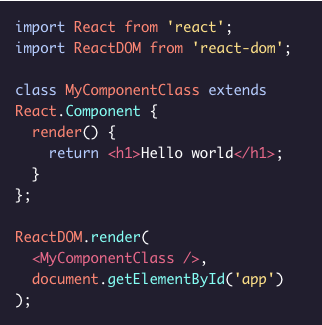 import React from 'react';
import ReactDOM from 'react-dom';

class MyComponentClass extends
React.Component {
  render() {
    return <h1>Hello world</h1>;
  }
};

ReactDOM.render(
  <MyComponentClass />,
  document.getElementById('app')
);